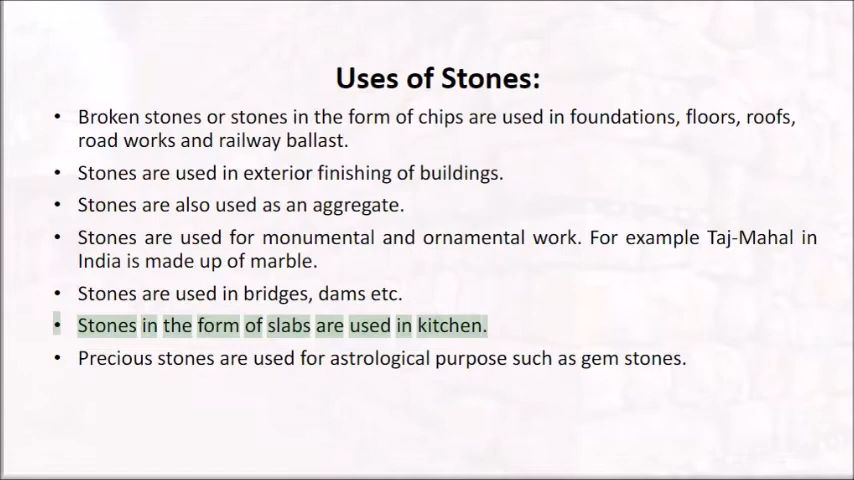 Uses of Stones:
• Broken stones or stones in the form of chips are used in foundations, floors, roofs,
road works and railway ballast.
• Stones are used in exterior finishing of buildings.
• Stones are also used as an aggregate.
• Stones are used for monumental and ornamental work. For example Taj-Mahal in
India is made up of marble.
• Stones are used in bridges, dams etc.
• Stones in the form of slabs are used in kitchen.
• Precious stones are used for astrological purpose such as gem stones.